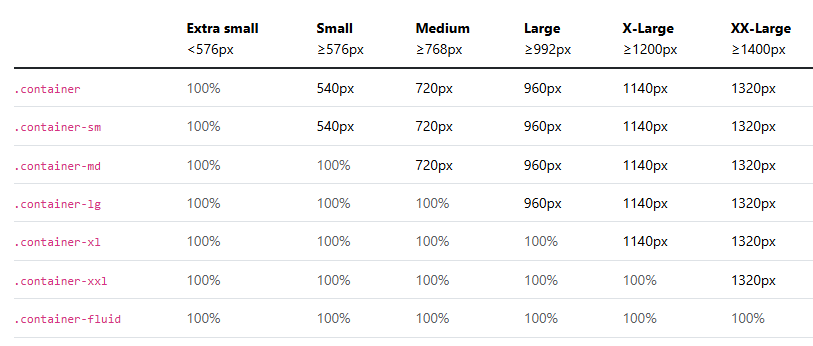 Extra small Small Medium Large X-Large XX-Large
<576px ≥576px ≥768px ≥992px ≥1200px ≥1400px
.container 100% 540px 720px 960px 1140px 1320px
.container-sm 100% 540px 720px 960px 1140px 1320px
.container-md 100% 100% 720px 960px 1140px 1320px
.container-lg 100% 100% 100% 960px 1140px 1320px
.container-xl 100% 100% 100% 100% 1140px 1320px
.container-xxl 100% 100% 100% 100% 100% 1320px
.container-fluid 100% 100% 100% 100% 100% 100%